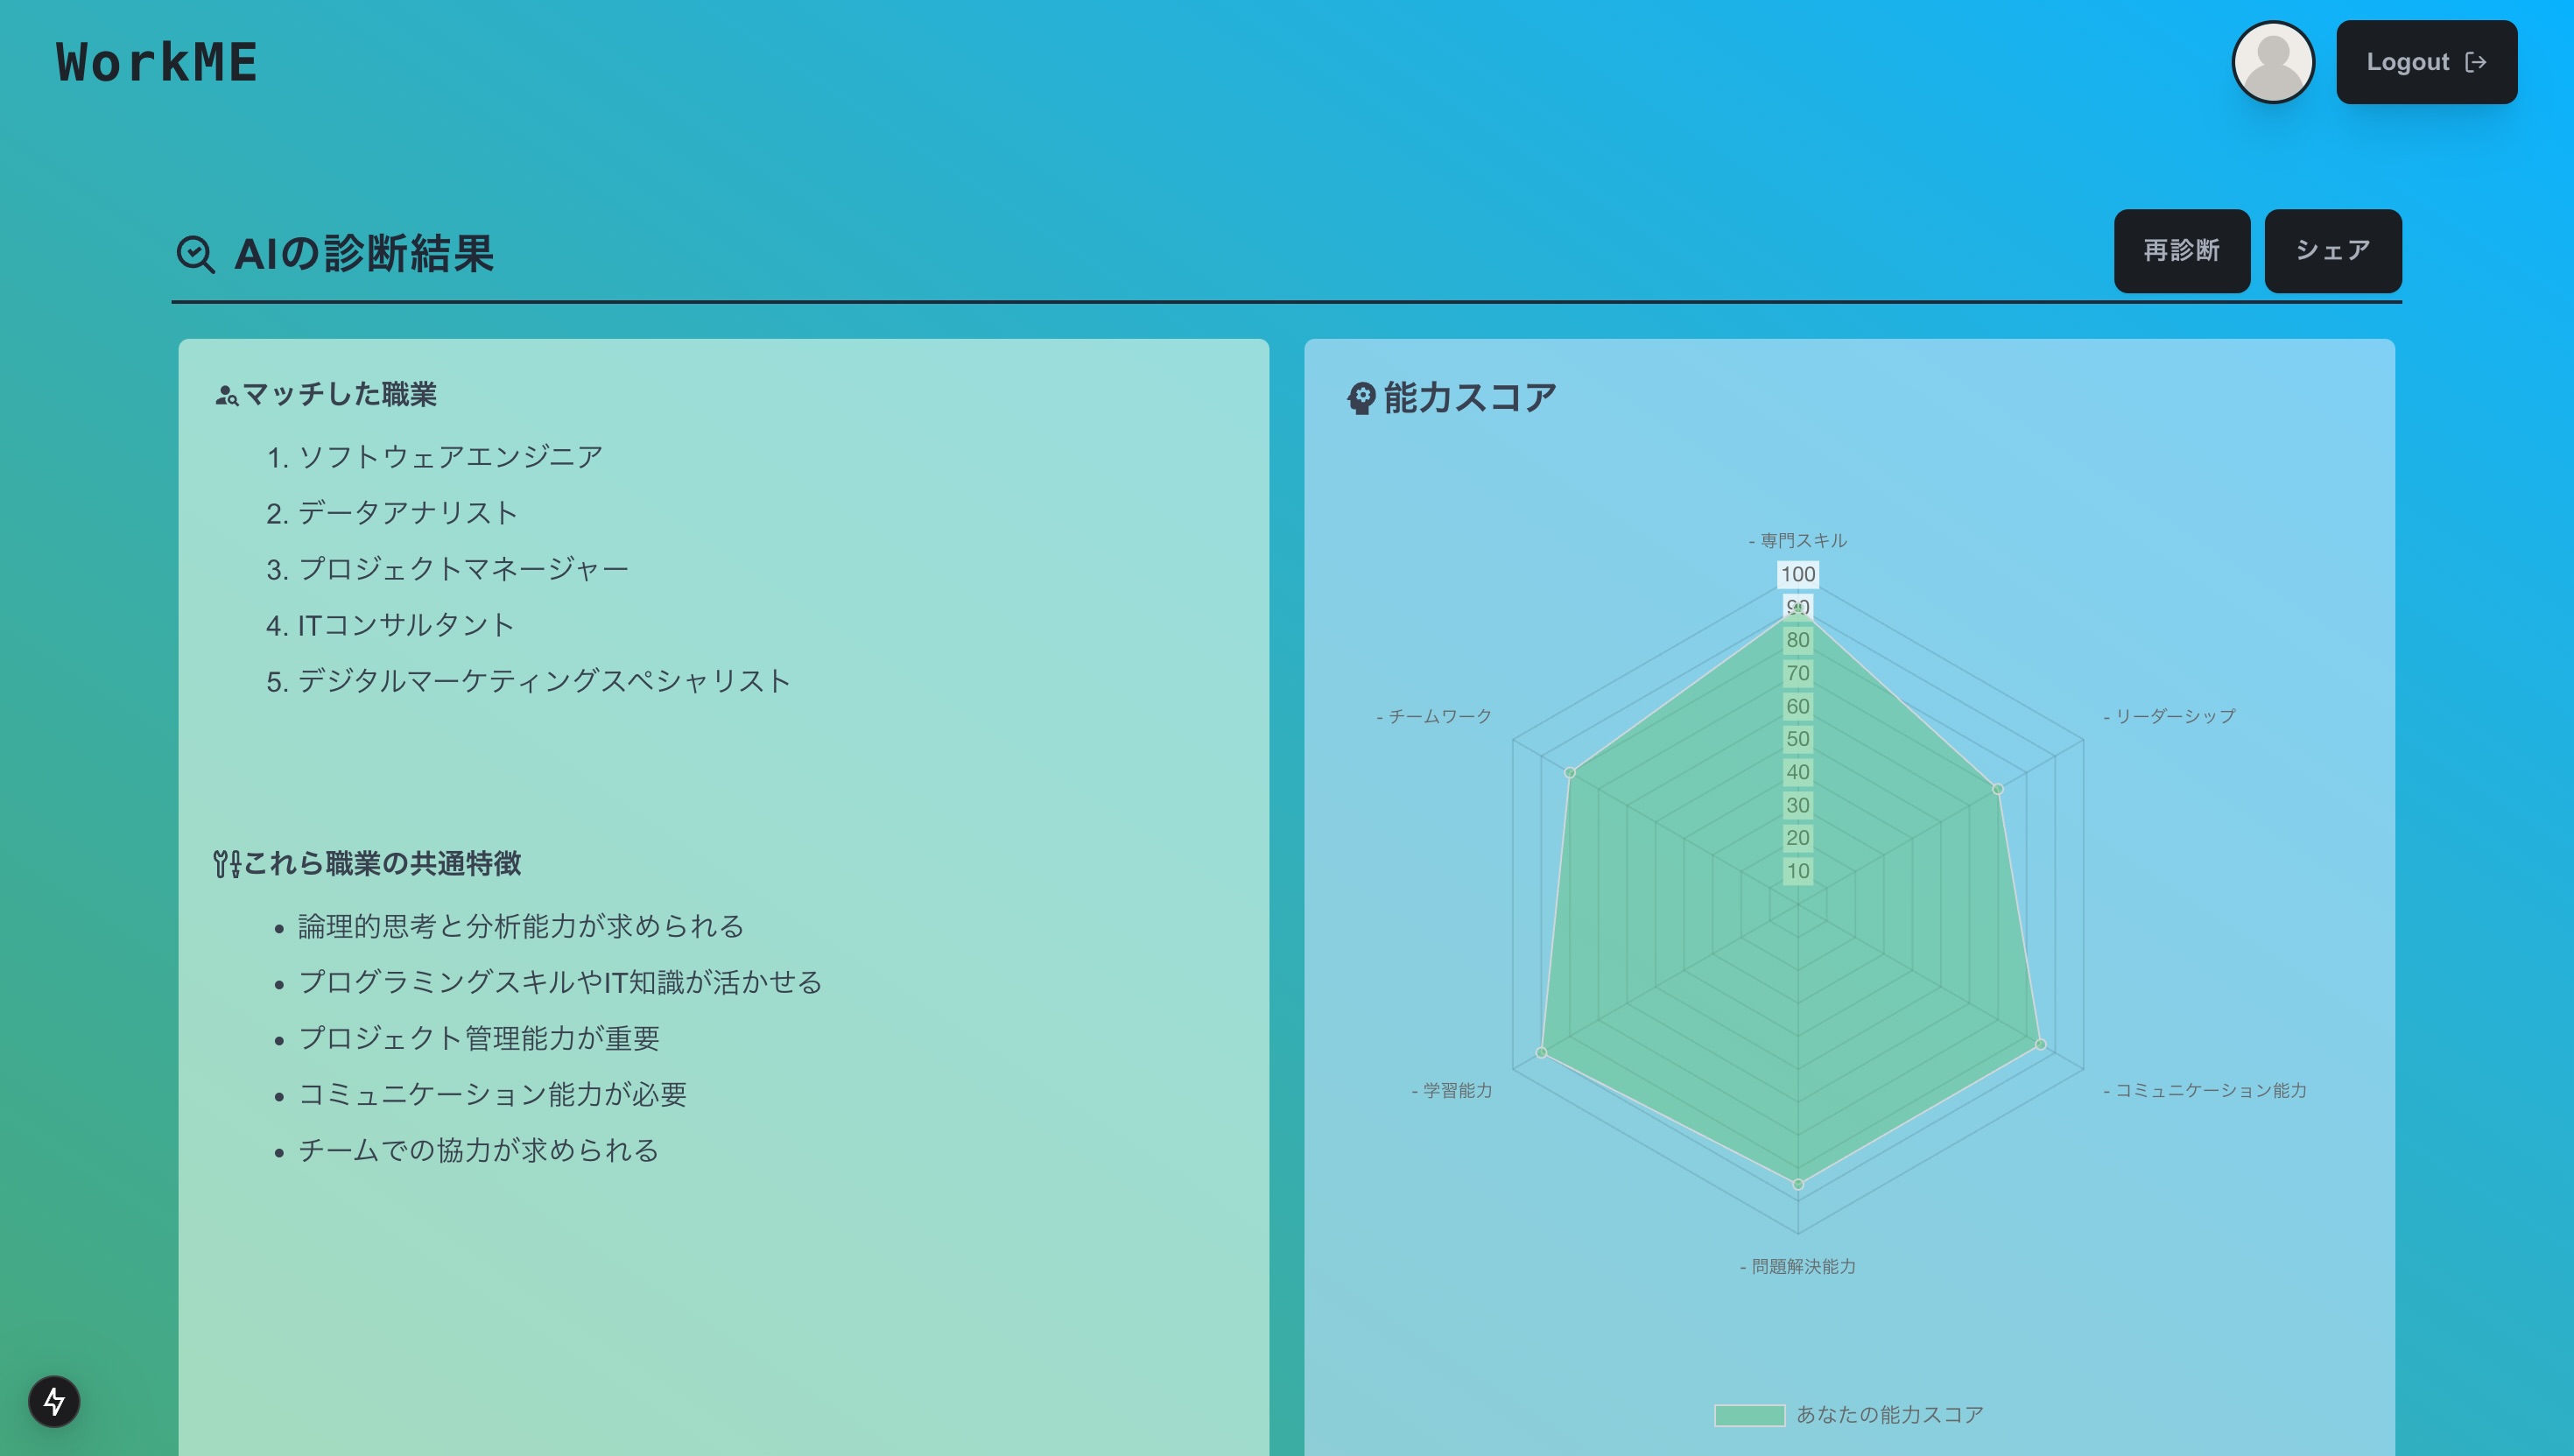 WorkME
Logout
AIの診断結果
再診断
シェア
マッチした職業
1. ソフトウェアエンジニア
2. データアナリスト
3. プロジェクトマネージャー
4. ITコンサルタント
5. デジタルマーケティングスペシャリスト
これら職業の共通特徴
• 論理的思考と分析能力が求められる
• プログラミングスキルやIT知識が活かせる
• プロジェクト管理能力が重要
• コミュニケーション能力が必要
• チームでの協力が求められる
能力スコア
- 専門スキル
100
90
80
70
60
50
40
30
20
10
- チームワーク
- リーダーシップ
- 学習能力
- コミュニケーション能力
- 問題解決能力
あなたの能力スコア